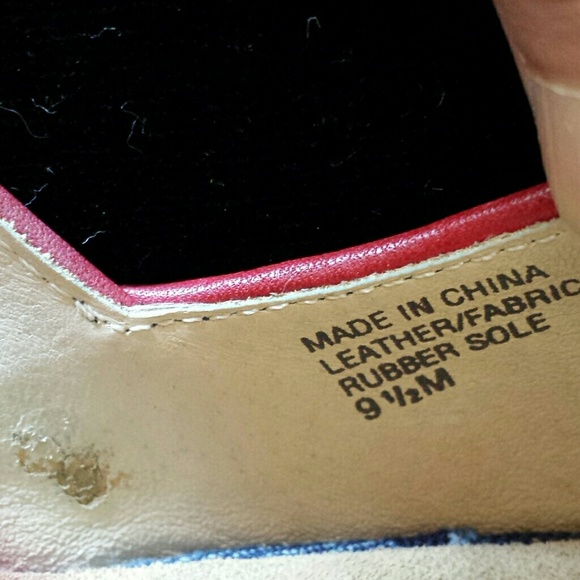 MADE IN CHINA
LEATHER/FABRIC
RUBBER SOLE
9 1/2M